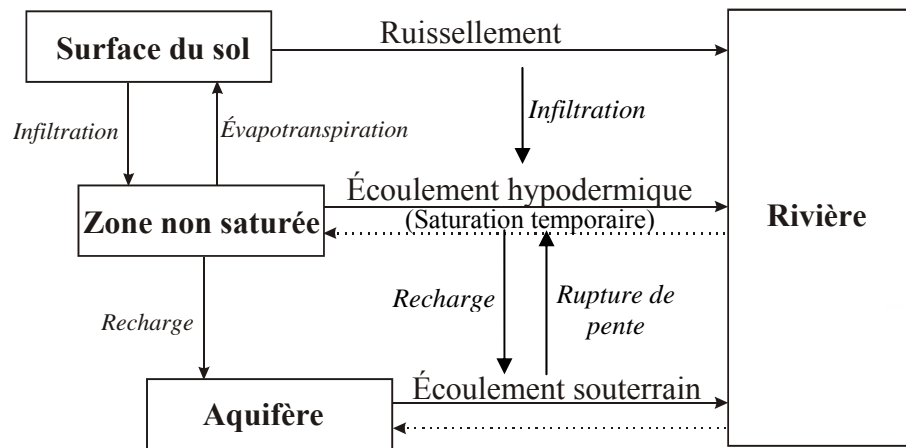 Surface du sol
Ruissellement
Infiltration
Évapotranspiration
Infiltration
Zone non saturée
Écoulement hypodermique
(Saturation temporaire)
Rivière
Recharge
Recharge
Rupture de
pente
Aquifère
Écoulement souterrain